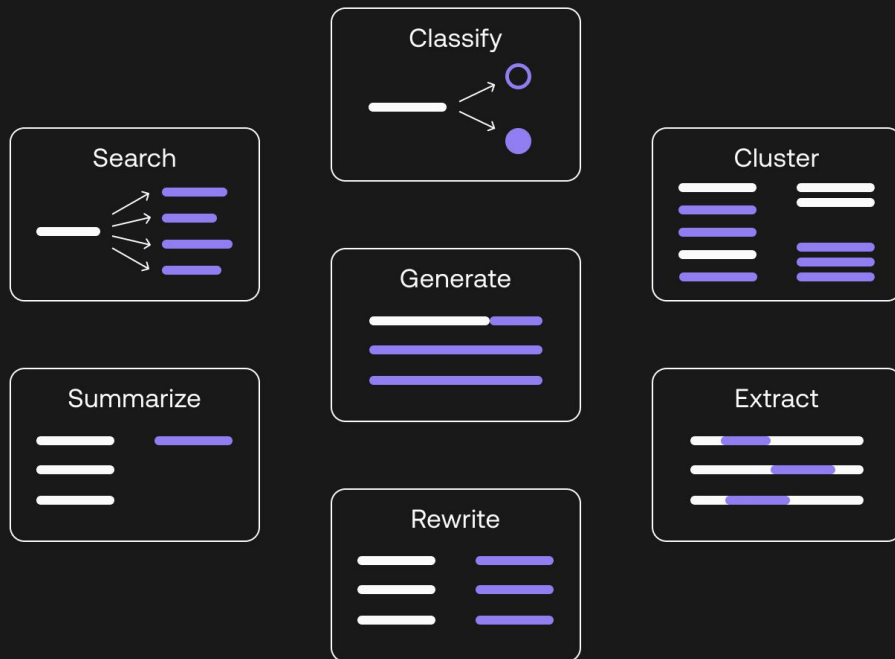 Classify
Search
Cluster
Generate
Summarize
Extract
Rewrite